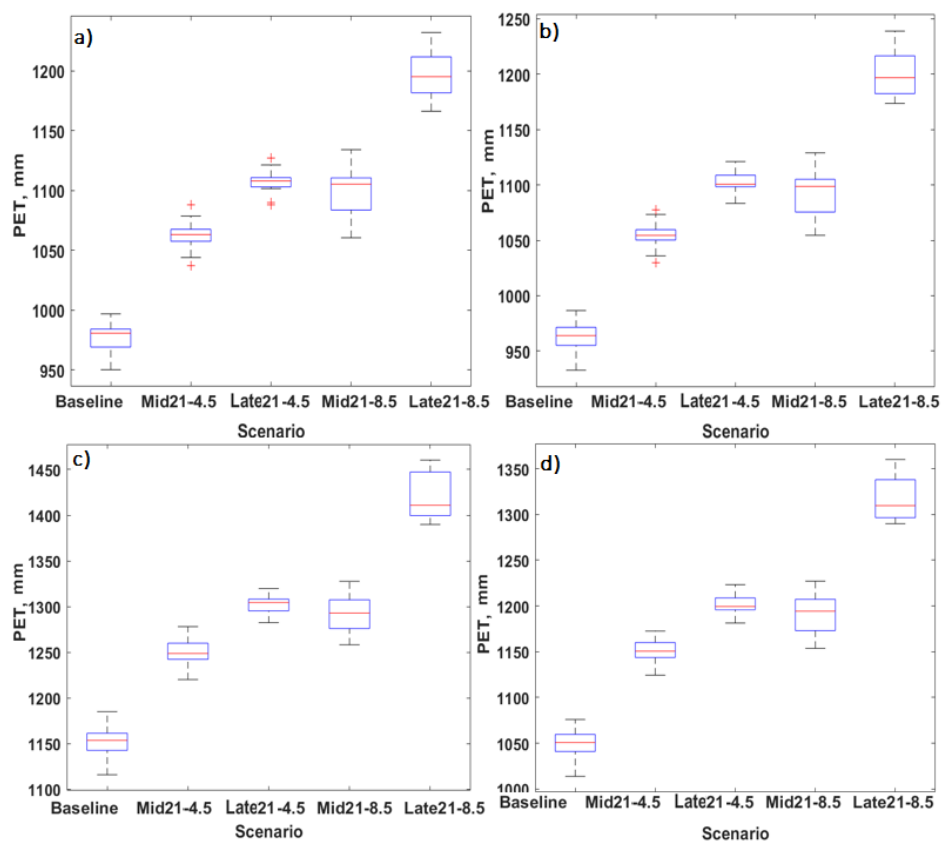 a)
1200
1150
1100
1050
1000
950
PET, mm
Baseline Mid21-4.5 Late21-4.5 Mid21-8.5 Late21-8.5
Scenario
b)
1250
1200
1150
1100
1050
1000
950
PET, mm
Baseline Mid21-4.5 Late21-4.5 Mid21-8.5 Late21-8.5
Scenario
c)
1450
1400
1350
1300
1250
1200
1150
1100
PET, mm
Baseline Mid21-4.5 Late21-4.5 Mid21-8.5 Late21-8.5
Scenario
d)
1350
1300
1250
1200
1150
1100
1050
1000
PET, mm
Baseline Mid21-4.5 Late21-4.5 Mid21-8.5 Late21-8.5
Scenario